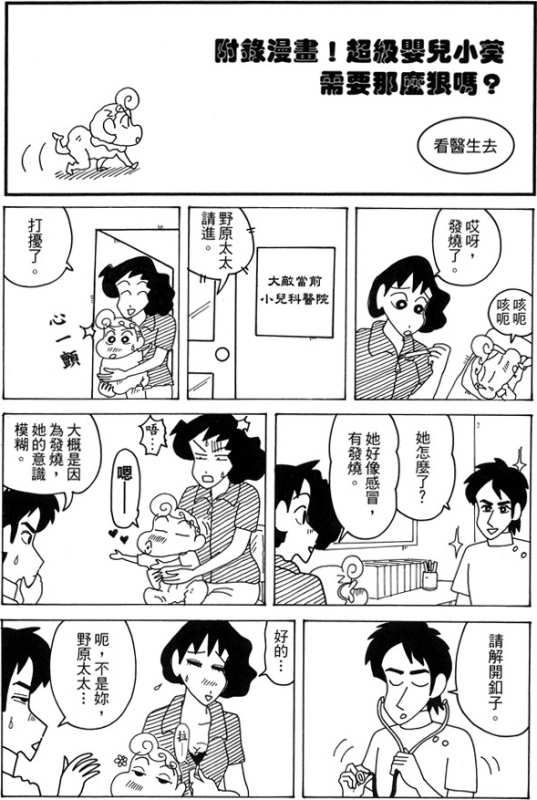 附錄漫畫！超級嬰兒小葵
需要那麼狠嗎？
看醫生去
哎呀，
發燒了。
咳咳
呃呃
野原太太
請進。
大敵當前
小兒科醫院
打擾了。
心一顫
她怎麼了？
她好像感冒，
有發燒。
唔…
嗯——
大概是因
為發燒，
她的意識
模糊。
請解開釦子。
好的…
拉
呃，不是妳，
野原太太…